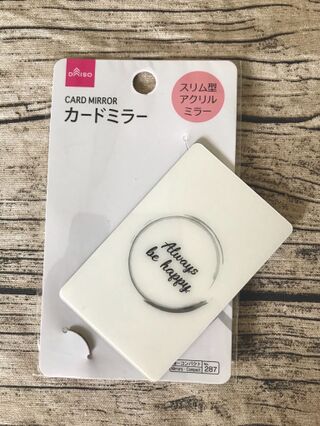 DAISO
CARD MIRROR
カードミラー
スリム型
アクリル
ミラー
Always
be happy
No.
287